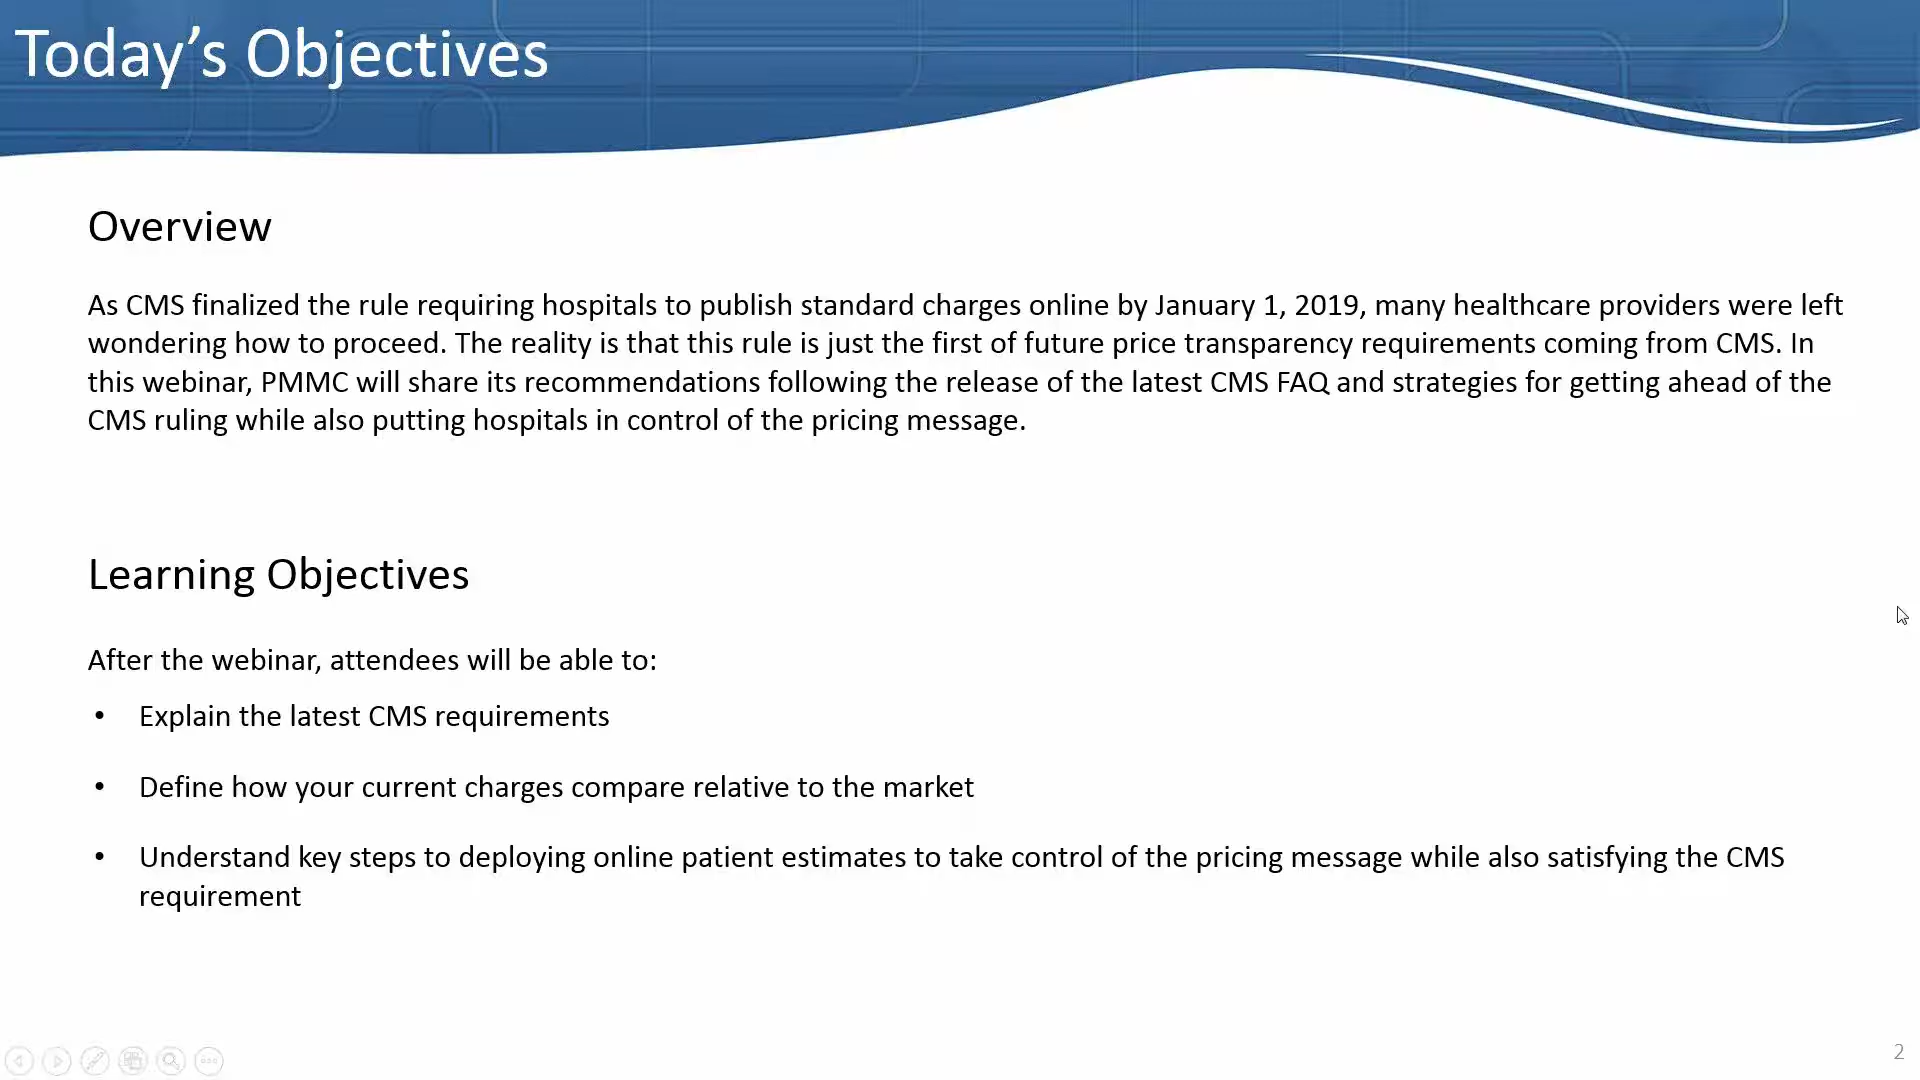 Today’s Objectives
Overview
As CMS finalized the rule requiring hospitals to publish standard charges online by January 1, 2019, many healthcare providers were left
wondering how to proceed. The reality is that this rule is just the first of future price transparency requirements coming from CMS. In
this webinar, PMMC will share its recommendations following the release of the latest CMS FAQ and strategies for getting ahead of the
CMS ruling while also putting hospitals in control of the pricing message.
Learning Objectives
After the webinar, attendees will be able to:
• Explain the latest CMS requirements
• Define how your current charges compare relative to the market
• Understand key steps to deploying online patient estimates to take control of the pricing message while also satisfying the CMS
requirement
2